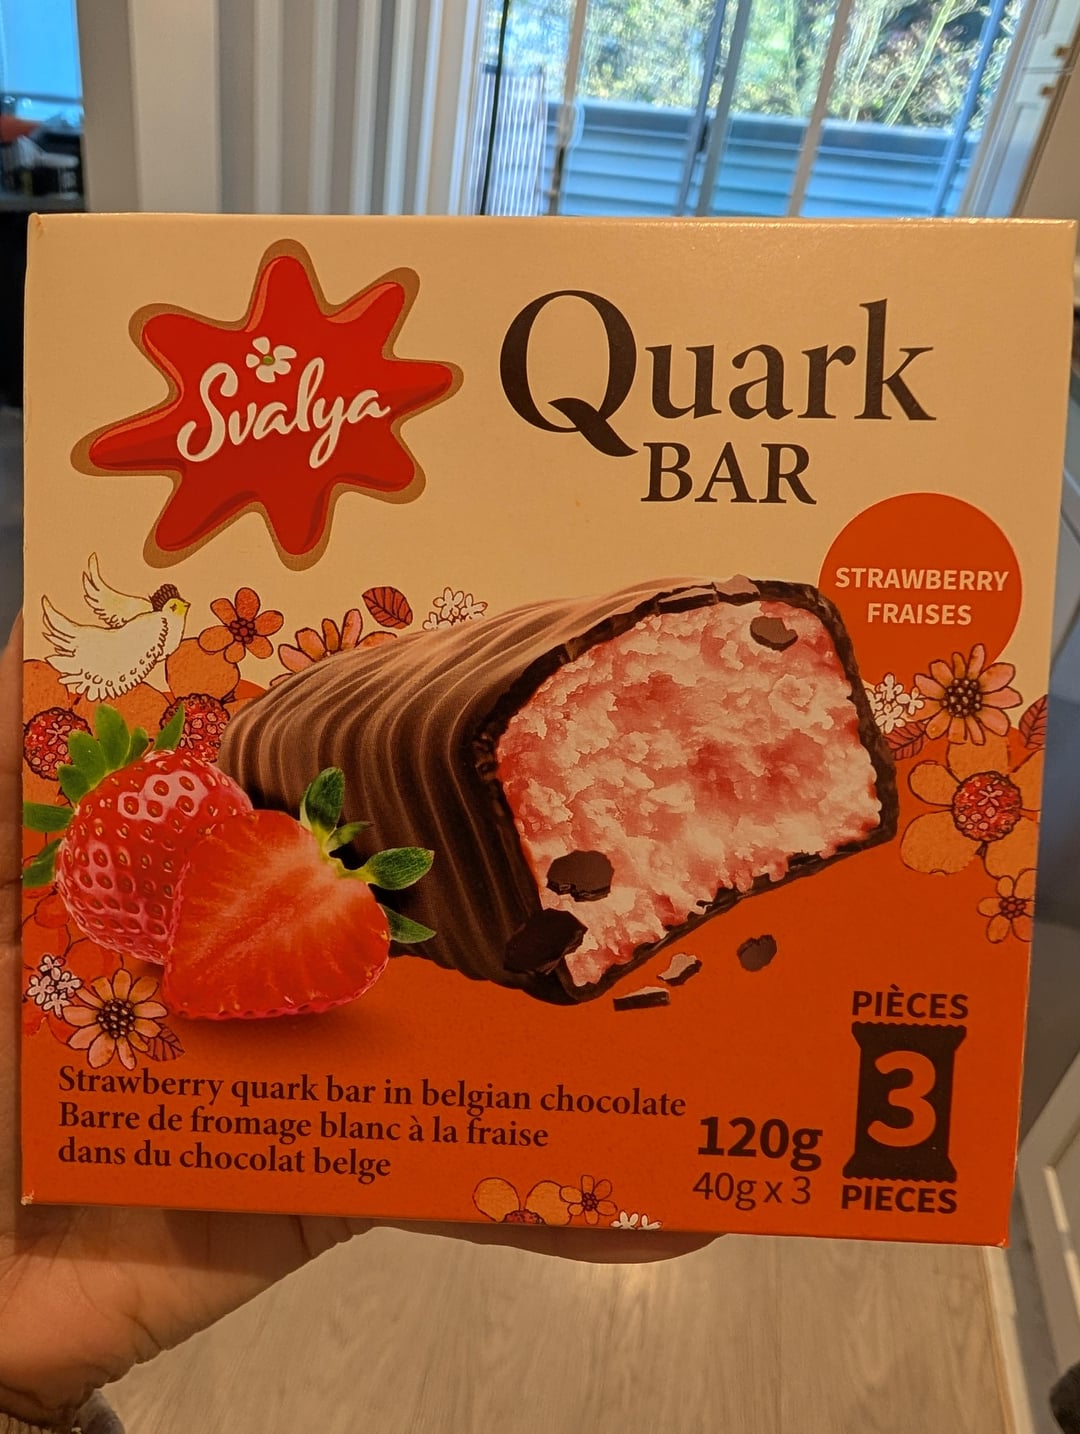 Svalya
Quark
BAR
STRAWBERRY
FRAISES
Strawberry quark bar in belgian chocolate
Barre de fromage blanc à la fraise
dans du chocolat belge
120g
40g x 3
PIÈCES
3
PIECES